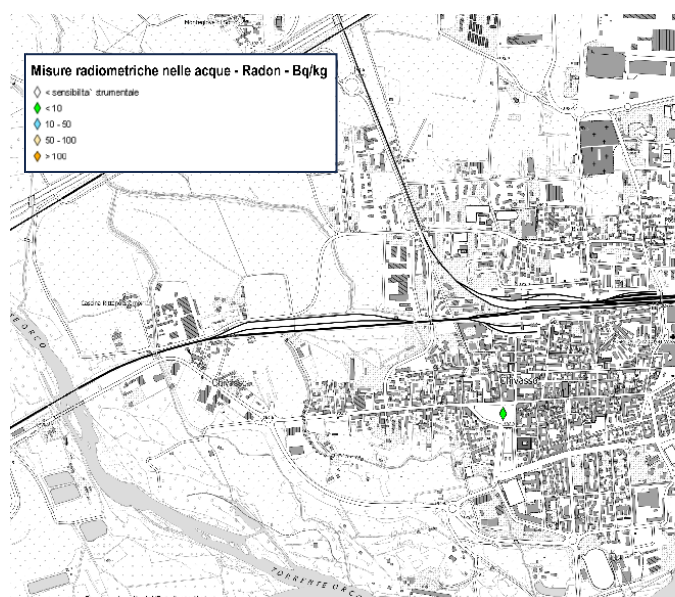 Misure radiometriche nelle acque - Radon - Bq/kg
< sensibilita' strumentale
< 10
10 - 50
50 - 100
> 100
Chivasso
Chivasso
TORRENTE ORCO